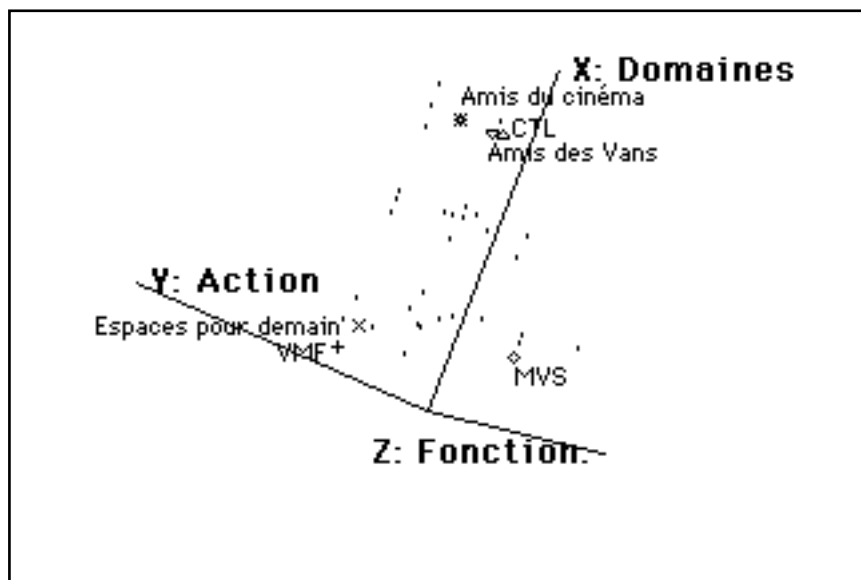 X: Domaines
Amis du cinéma
CTL
Amis des Vans
Y: Action
Espaces pour demain
VMF
MVS
Z: Fonction.